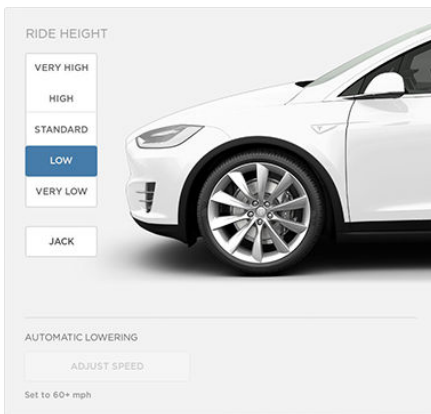 RIDE HEIGHT
VERY HIGH
HIGH
STANDARD
LOW
VERY LOW
JACK
AUTOMATIC LOWERING
ADJUST SPEED
Set to 60+ mph